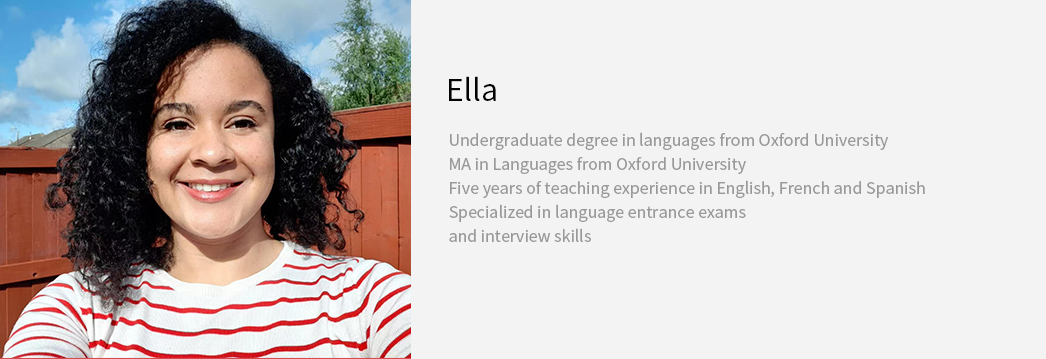 Ella
Undergraduate degree in languages from Oxford University
MA in Languages from Oxford University
Five years of teaching experience in English, French and Spanish
Specialized in language entrance exams
and interview skills